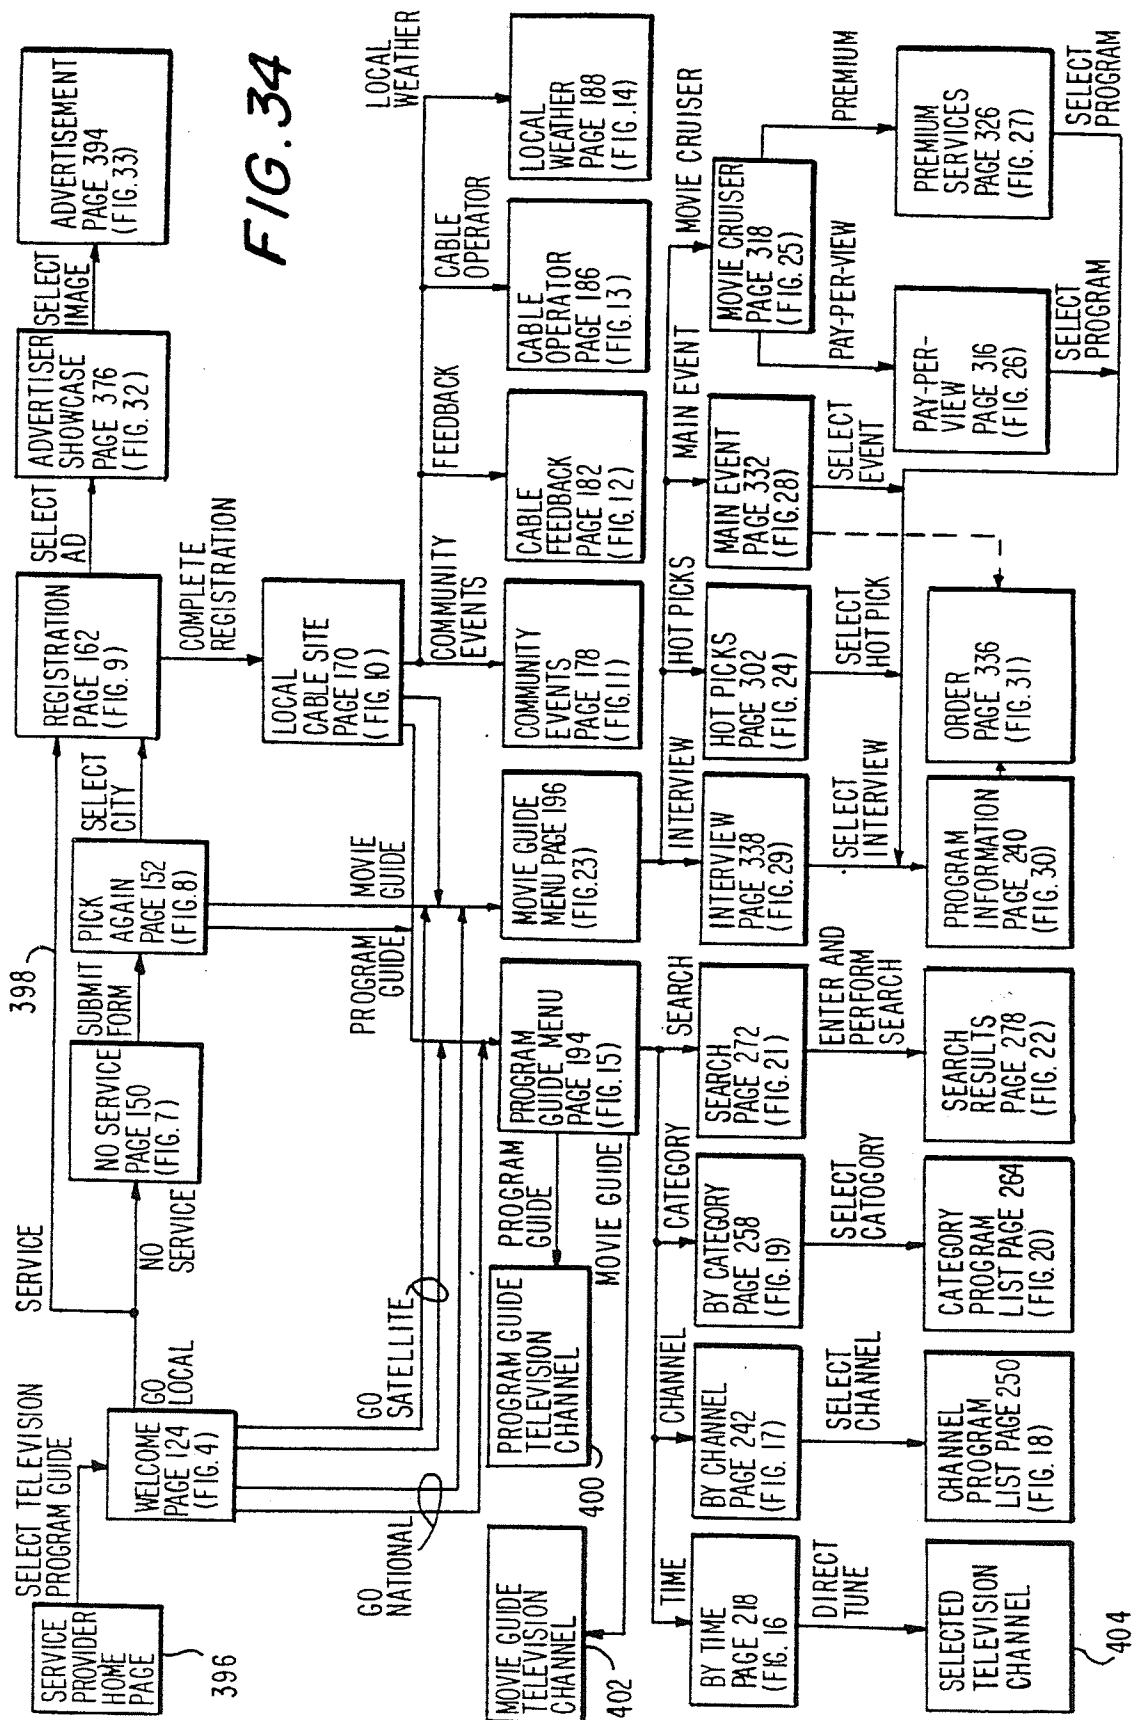 FIG. 34
SELECT TELEVISION
PROGRAM GUIDE
SERVICE
PROVIDER
HOME
PAGE
396
WELCOME
PAGE 124
(FIG. 4)
GO LOCAL
SERVICE
NO SERVICE
398
NO SERVICE
PAGE 150
(FIG. 7)
SUBMIT
FORM
PICK
AGAIN
PAGE 152
(FIG. 8)
SELECT
CITY
REGISTRATION
PAGE 162
(FIG. 9)
SELECT
AD
ADVERTISER
SHOWCASE
PAGE 376
(FIG. 32)
SELECT
IMAGE
ADVERTISEMENT
PAGE 394
(FIG. 33)
COMPLETE
REGISTRATION
LOCAL
CABLE SITE
PAGE 170
(FIG. 10)
GO
NATIONAL
GO
SATELLITE
PROGRAM
GUIDE
MOVIE
GUIDE
COMMUNITY
EVENTS
FEEDBACK
CABLE
OPERATOR
LOCAL
WEATHER
MOVIE GUIDE
TELEVISION
CHANNEL
402
PROGRAM GUIDE
TELEVISION
CHANNEL
400
PROGRAM
GUIDE
MOVIE GUIDE
PROGRAM
GUIDE MENU
PAGE 194
(FIG. 15)
MOVIE GUIDE
MENU PAGE 196
(FIG. 23)
COMMUNITY
EVENTS
PAGE 178
(FIG. 11)
CABLE
FEEDBACK
PAGE 182
(FIG. 12)
CABLE
OPERATOR
PAGE 186
(FIG. 13)
LOCAL
WEATHER
PAGE 188
(FIG. 14)
TIME
CHANNEL
CATEGORY
SEARCH
INTERVIEW
HOT PICKS
MAIN EVENT
MOVIE CRUISER
BY TIME
PAGE 218
(FIG. 16
BY CHANNEL
PAGE 242
(FIG. 17)
BY CATEGORY
PAGE 258
(FIG. 19)
SEARCH
PAGE 272
(FIG. 21)
INTERVIEW
PAGE 338
(FIG. 29)
HOT PICKS
PAGE 302
(FIG. 24)
MAIN EVENT
PAGE 332
(FIG. 28)
MOVIE CRUISER
PAGE 318
(FIG. 25)
DIRECT
TUNE
SELECT
CHANNEL
SELECT
CATOGORY
ENTER AND
PERFORM
SEARCH
SELECT
INTERVIEW
SELECT
HOT PICK
SELECT
EVENT
PAY-PER-VIEW
PREMIUM
SELECTED
TELEVISION
CHANNEL
404
CHANNEL
PROGRAM
LIST PAGE 250
(FIG. 18)
CATEGORY
PROGRAM
LIST PAGE 264
(FIG. 20)
SEARCH
RESULTS
PAGE 278
(FIG. 22)
PROGRAM
INFORMATION
PAGE 240
(FIG. 30)
ORDER
PAGE 336
(FIG. 31)
PAY-PER-
VIEW
PAGE 316
(FIG. 26)
SELECT
PROGRAM
PREMIUM
SERVICES
PAGE 326
(FIG. 27)
SELECT
PROGRAM